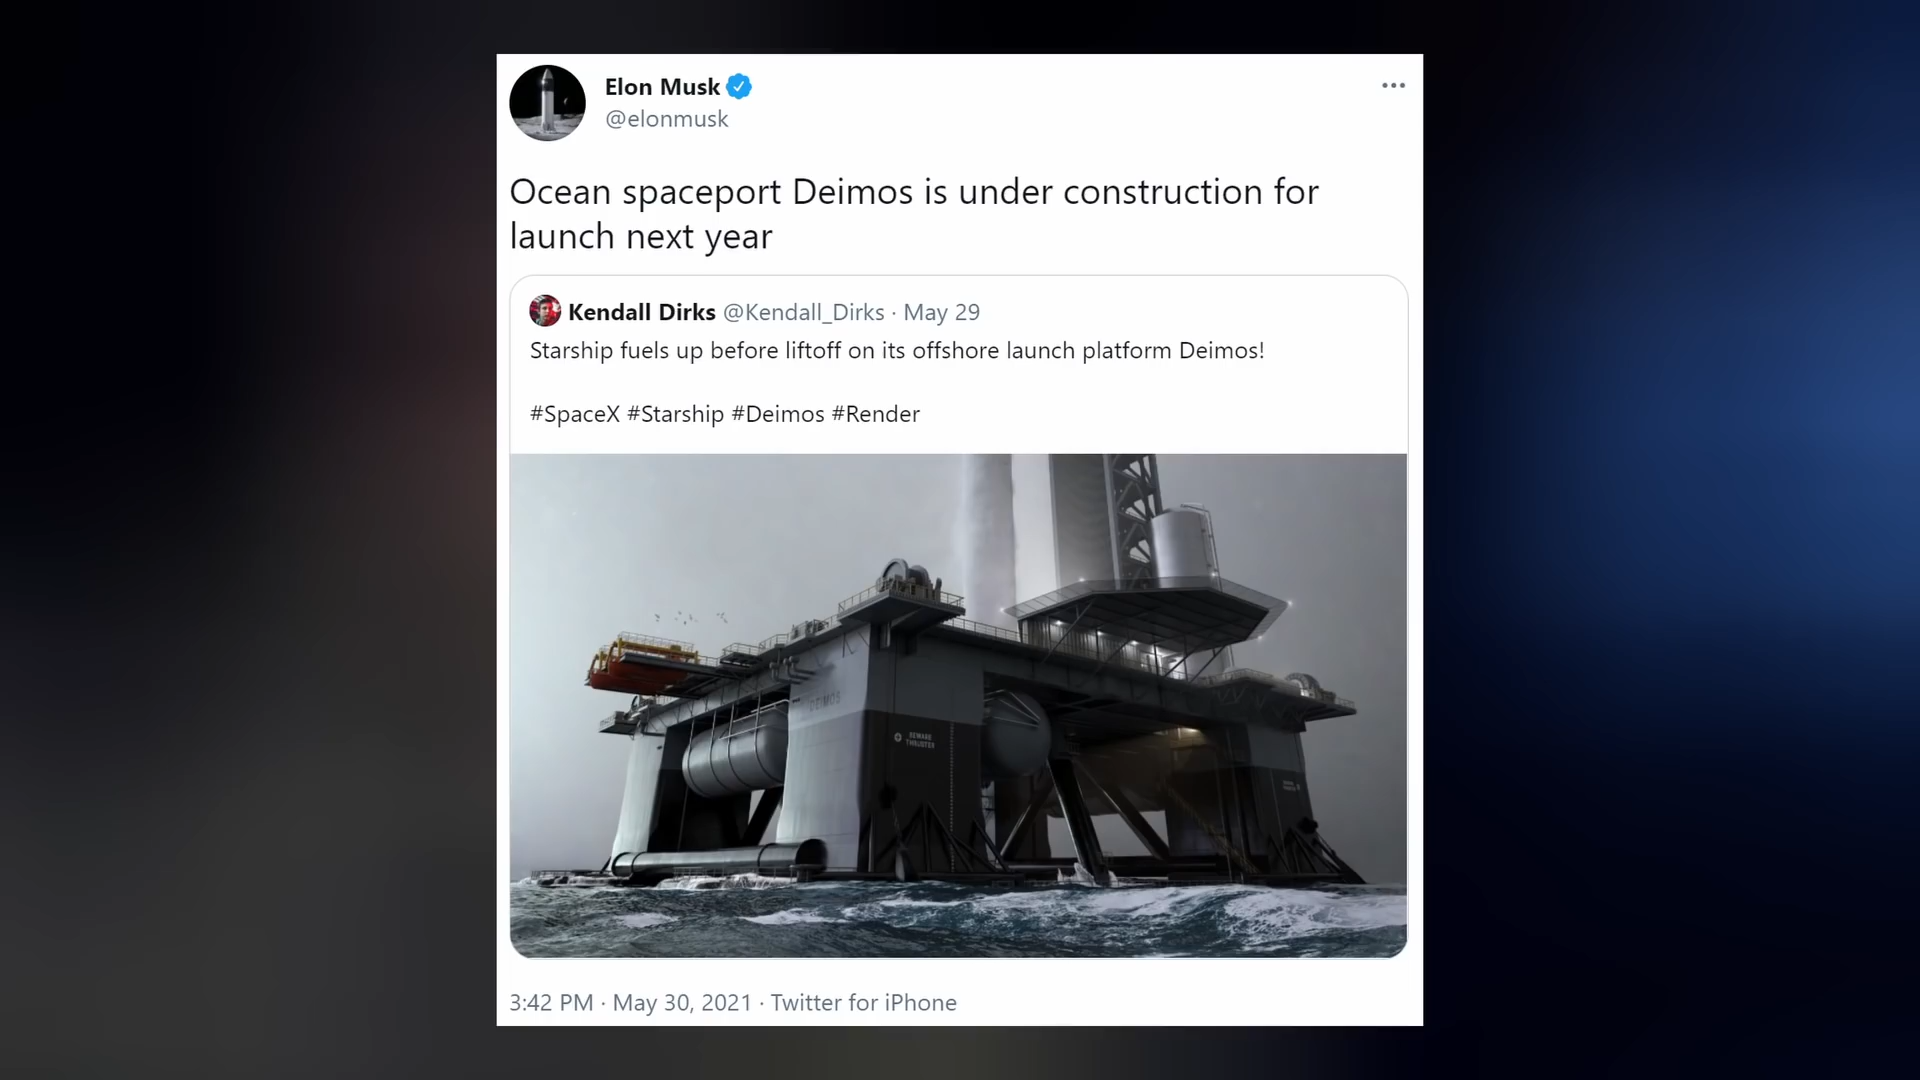 Elon Musk
@elonmusk
Ocean spaceport Deimos is under construction for
launch next year
Kendall Dirks @Kendall_Dirks · May 29
Starship fuels up before liftoff on its offshore launch platform Deimos!
#SpaceX #Starship #Deimos #Render
DEIMOS
BEWARE
THRUSTER
3:42 PM · May 30, 2021 · Twitter for iPhone